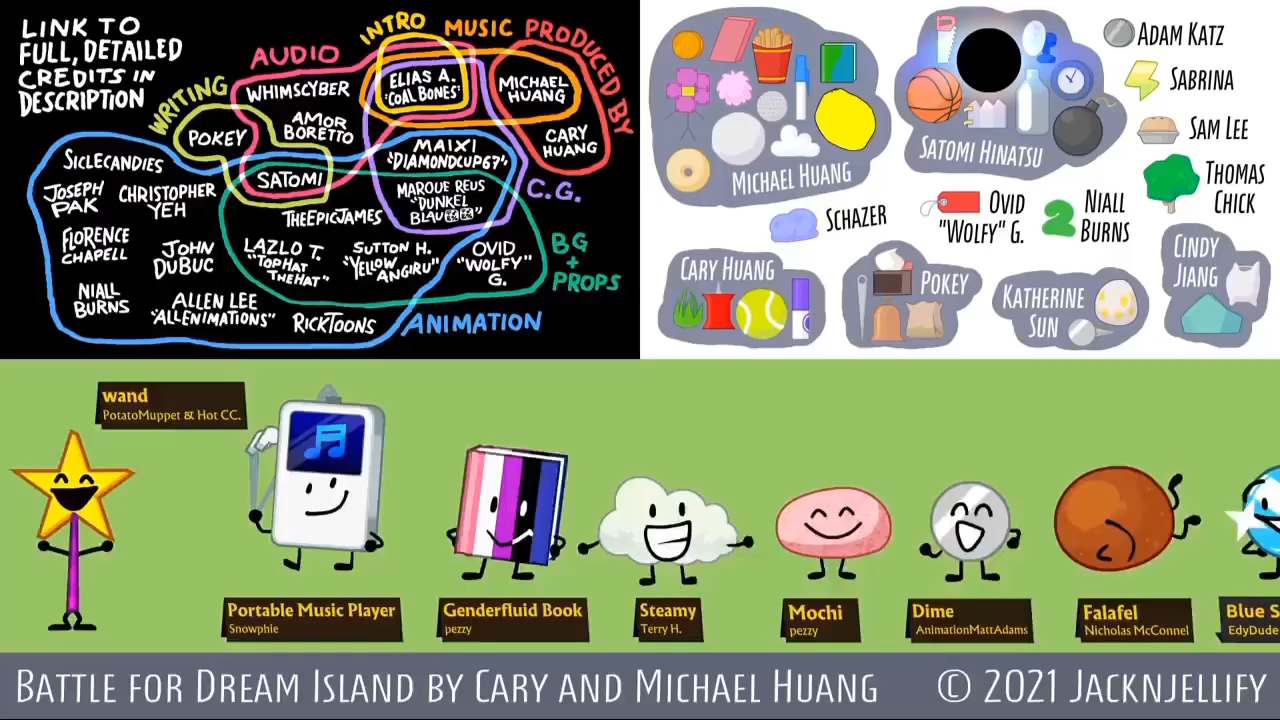 LINK TO
FULL, DETAILED
CREDITS IN
DESCRIPTION
WRITING
AUDIO
INTRO
MUSIC
PRODUCED BY
WHIMSCYBER
ELIAS A.
"COAL BONES"
MICHAEL
HUANG
POKEY
AMOR
BORETTO
CARY
HUANG
SICLECANDIES
SATOMI
MAIXI
"DIAMONDCUP67"
C.G.
JOSEPH
PAK
CHRISTOPHER
YEH
MARQUE REUS
"DUNKEL
THEEPICJAMES
FLORENCE
CHAPELL
JOHN
DUBUC
LAZLO T.
"TOPHAT
THEHAT"
SUTTON H.
"YELLOW
ANGIRU"
OVID
"WOLFY"
G.
BG
+
PROPS
NIALL
BURNS
ALLEN LEE
"ALLENIMATIONS"
RICKTOONS
ANIMATION
MICHAEL HUANG
SATOMI HINATSU
ADAM KATZ
SABRINA
SAM LEE
THOMAS
CHICK
SCHAZER
OVID
"WOLFY" G.
2
NIALL
BURNS
CARY HUANG
POKEY
KATHERINE
SUN
CINDY
JIANG
wand
PotatoMuppet & Hot CC.
Portable Music Player
Snowphie
Genderfluid Book
pezzy
Steamy
Terry H.
Mochi
pezzy
Dime
AnimationMattAdams
Falafel
Nicholas McConnel
Blue S
EdyDude
BATTLE FOR DREAM ISLAND BY CARY AND MICHAEL HUANG
© 2021 JACKNJELLIFY